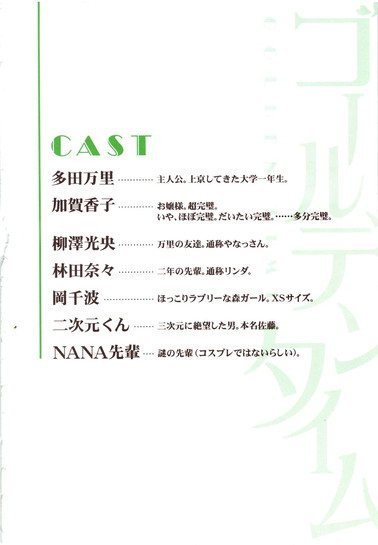 ゴールデンタイム
CAST
多田万里 ………… 主人公。上京してきた大学一年生。
加賀香子 ………… お嬢様。超完璧。
いや、ほぼ完璧。だいたい完璧。……多分完璧。
柳澤光央 ………… 万里の友達。通称やなっさん。
林田奈々 ………… 二年の先輩。通称リンダ。
岡千波 …………… ほっこりラブリーな森ガール。XSサイズ。
二次元くん ……… 三次元に絶望した男。本名佐藤。
NANA先輩 …… 謎の先輩（コスプレではないらしい）。